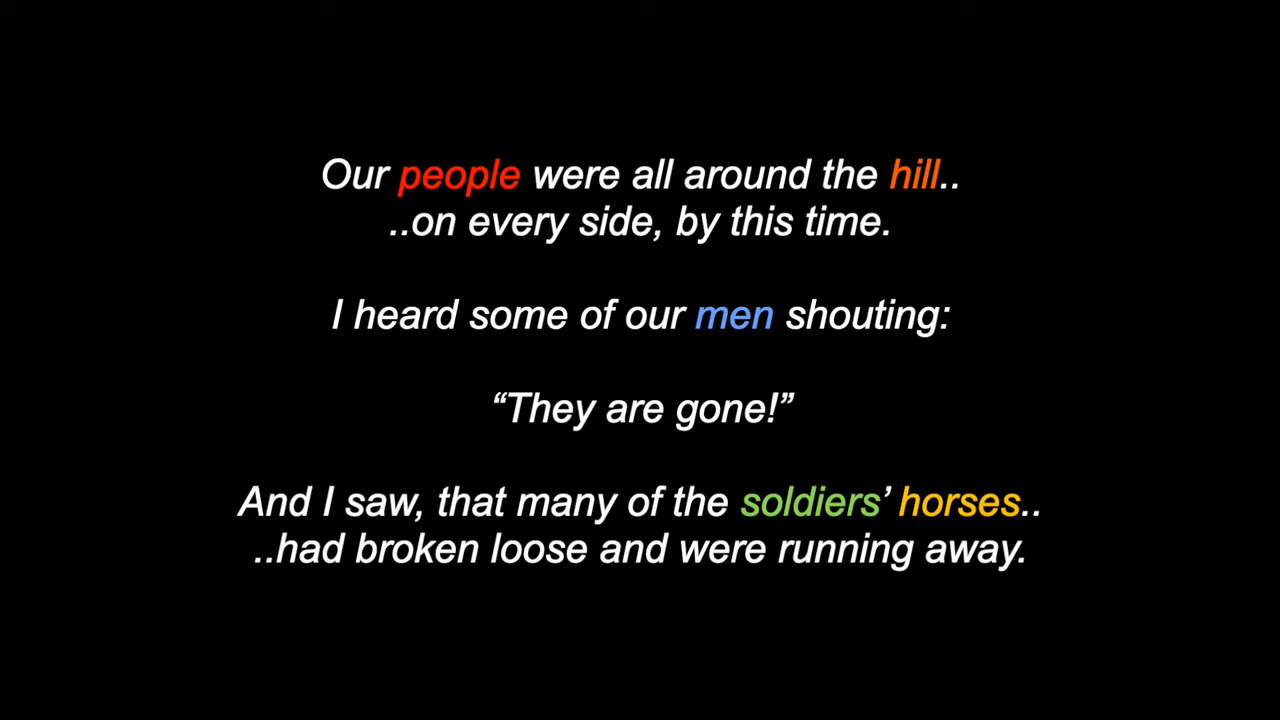 Our people were all around the hill..
..on every side, by this time.
I heard some of our men shouting:
“They are gone!”
And I saw, that many of the soldiers’ horses..
..had broken loose and were running away.